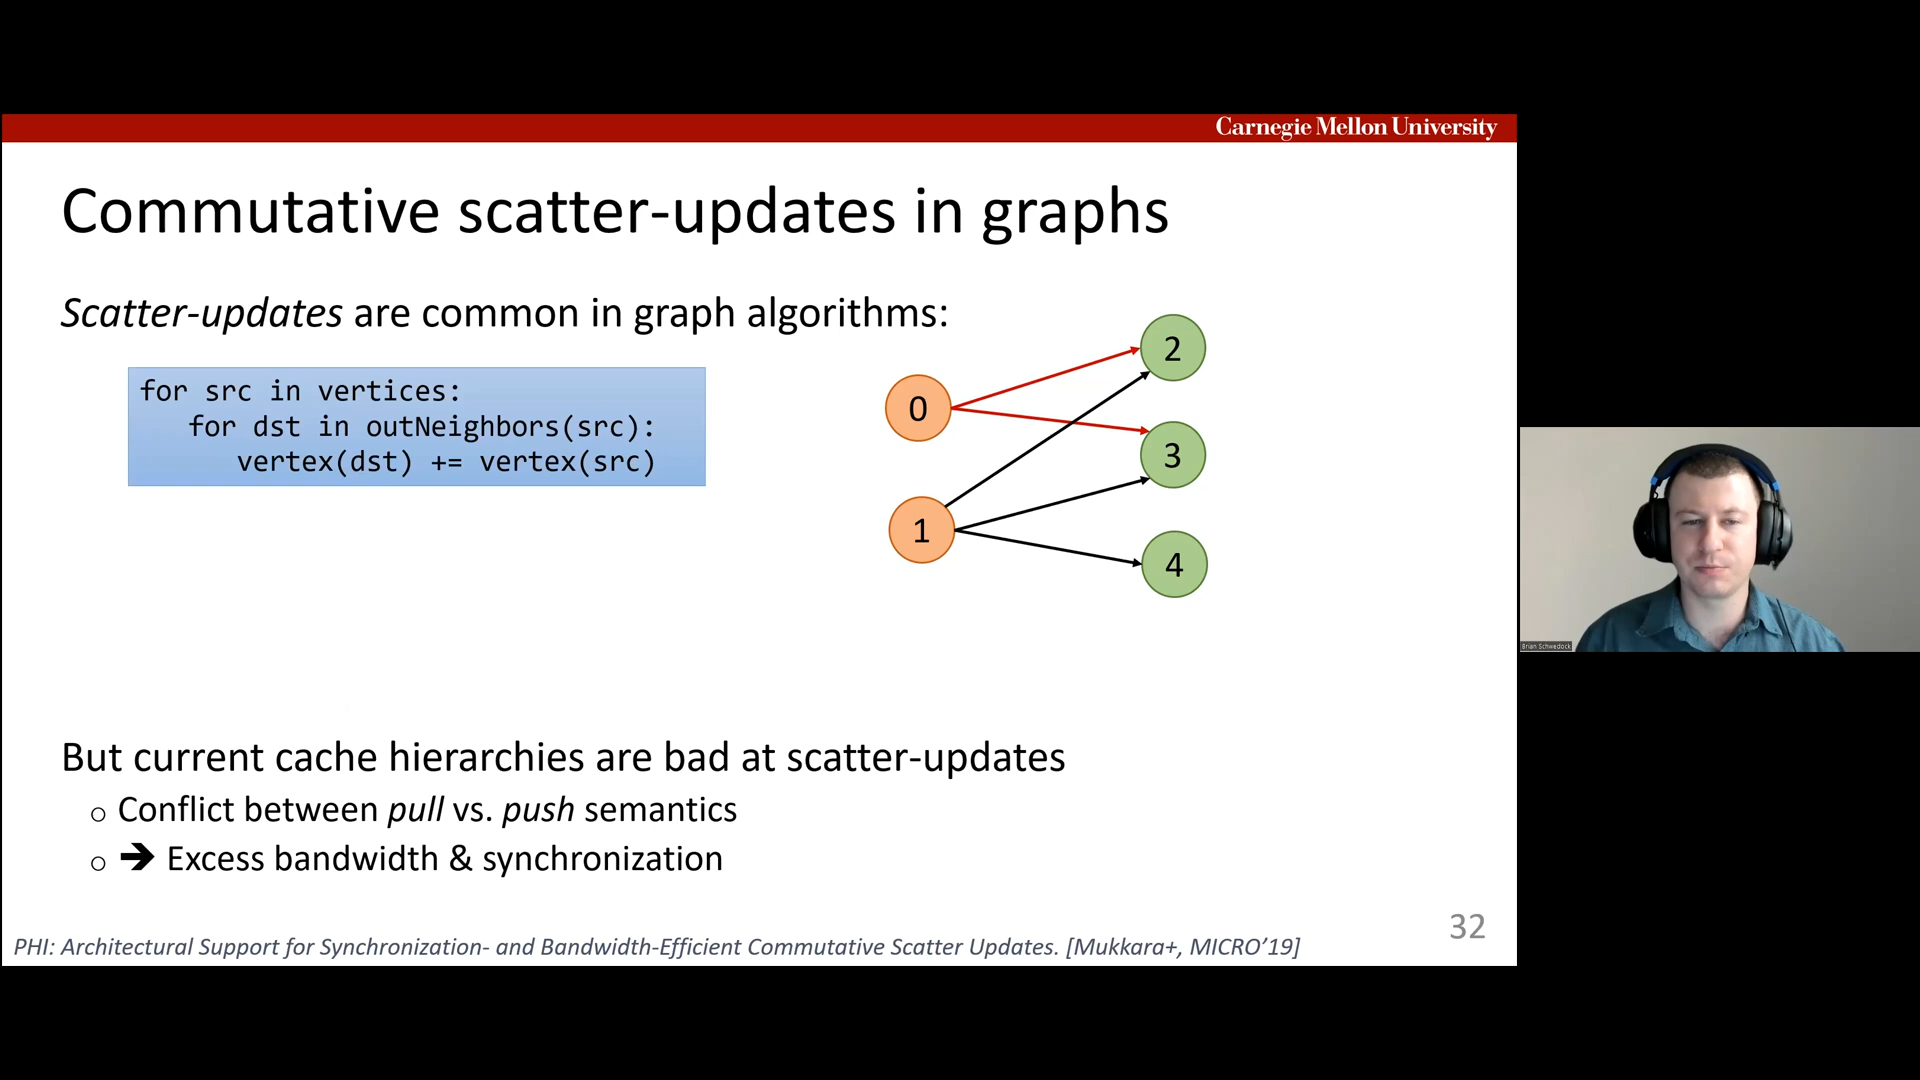 Carnegie Mellon University
Commutative scatter-updates in graphs
Scatter-updates are common in graph algorithms:
for src in vertices:
for dst in outNeighbors(src):
vertex(dst) += vertex(src)
0
1
2
3
4
But current cache hierarchies are bad at scatter-updates
o Conflict between pull vs. push semantics
o ➔ Excess bandwidth & synchronization
32
PHI: Architectural Support for Synchronization- and Bandwidth-Efficient Commutative Scatter Updates. [Mukkara+, MICRO’19]
Brian Schwedock